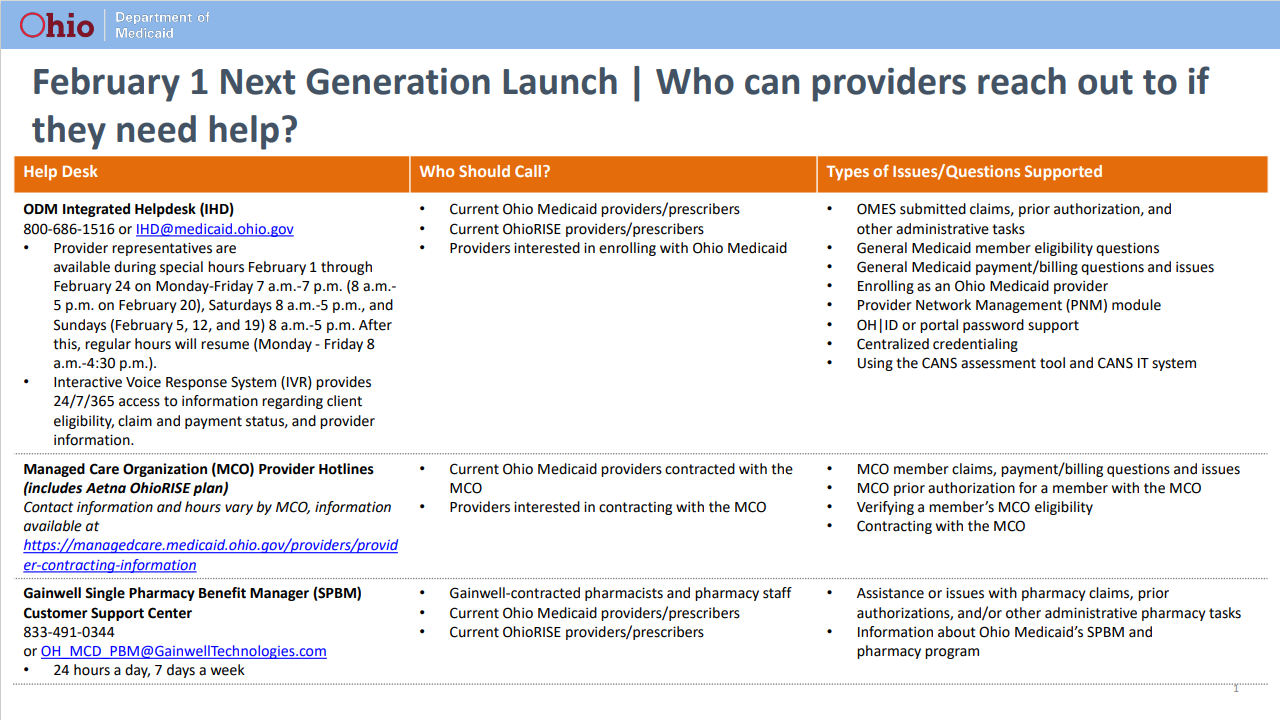 Ohio
Department of
Medicaid
February 1 Next Generation Launch | Who can providers reach out to if
they need help?
Help Desk
Who Should Call?
Types of Issues/Questions Supported
ODM Integrated Helpdesk (IHD)
800-686-1516 or IHD@medicaid.ohio.gov
• Provider representatives are
available during special hours February 1 through
February 24 on Monday-Friday 7 a.m.-7 p.m. (8 a.m.-
5 p.m. on February 20), Saturdays 8 a.m.-5 p.m., and
Sundays (February 5, 12, and 19) 8 a.m.-5 p.m. After
this, regular hours will resume (Monday - Friday 8
a.m.-4:30 p.m.).
• Interactive Voice Response System (IVR) provides
24/7/365 access to information regarding client
eligibility, claim and payment status, and provider
information.
• Current Ohio Medicaid providers/prescribers
• Current OhioRISE providers/prescribers
• Providers interested in enrolling with Ohio Medicaid
• OMES submitted claims, prior authorization, and
other administrative tasks
• General Medicaid member eligibility questions
• General Medicaid payment/billing questions and issues
• Enrolling as an Ohio Medicaid provider
• Provider Network Management (PNM) module
• OH|ID or portal password support
• Centralized credentialing
• Using the CANS assessment tool and CANS IT system
Managed Care Organization (MCO) Provider Hotlines
(includes Aetna OhioRISE plan)
Contact information and hours vary by MCO, information
available at
https://managedcare.medicaid.ohio.gov/providers/provid
er-contracting-information
• Current Ohio Medicaid providers contracted with the
MCO
• Providers interested in contracting with the MCO
• MCO member claims, payment/billing questions and issues
• MCO prior authorization for a member with the MCO
• Verifying a member's MCO eligibility
• Contracting with the MCO
Gainwell Single Pharmacy Benefit Manager (SPBM)
Customer Support Center
833-491-0344
or OH_MCD_PBM@GainwellTechnologies.com
• 24 hours a day, 7 days a week
• Gainwell-contracted pharmacists and pharmacy staff
• Current Ohio Medicaid providers/prescribers
• Current OhioRISE providers/prescribers
• Assistance or issues with pharmacy claims, prior
authorizations, and/or other administrative pharmacy tasks
• Information about Ohio Medicaid's SPBM and
pharmacy program
1